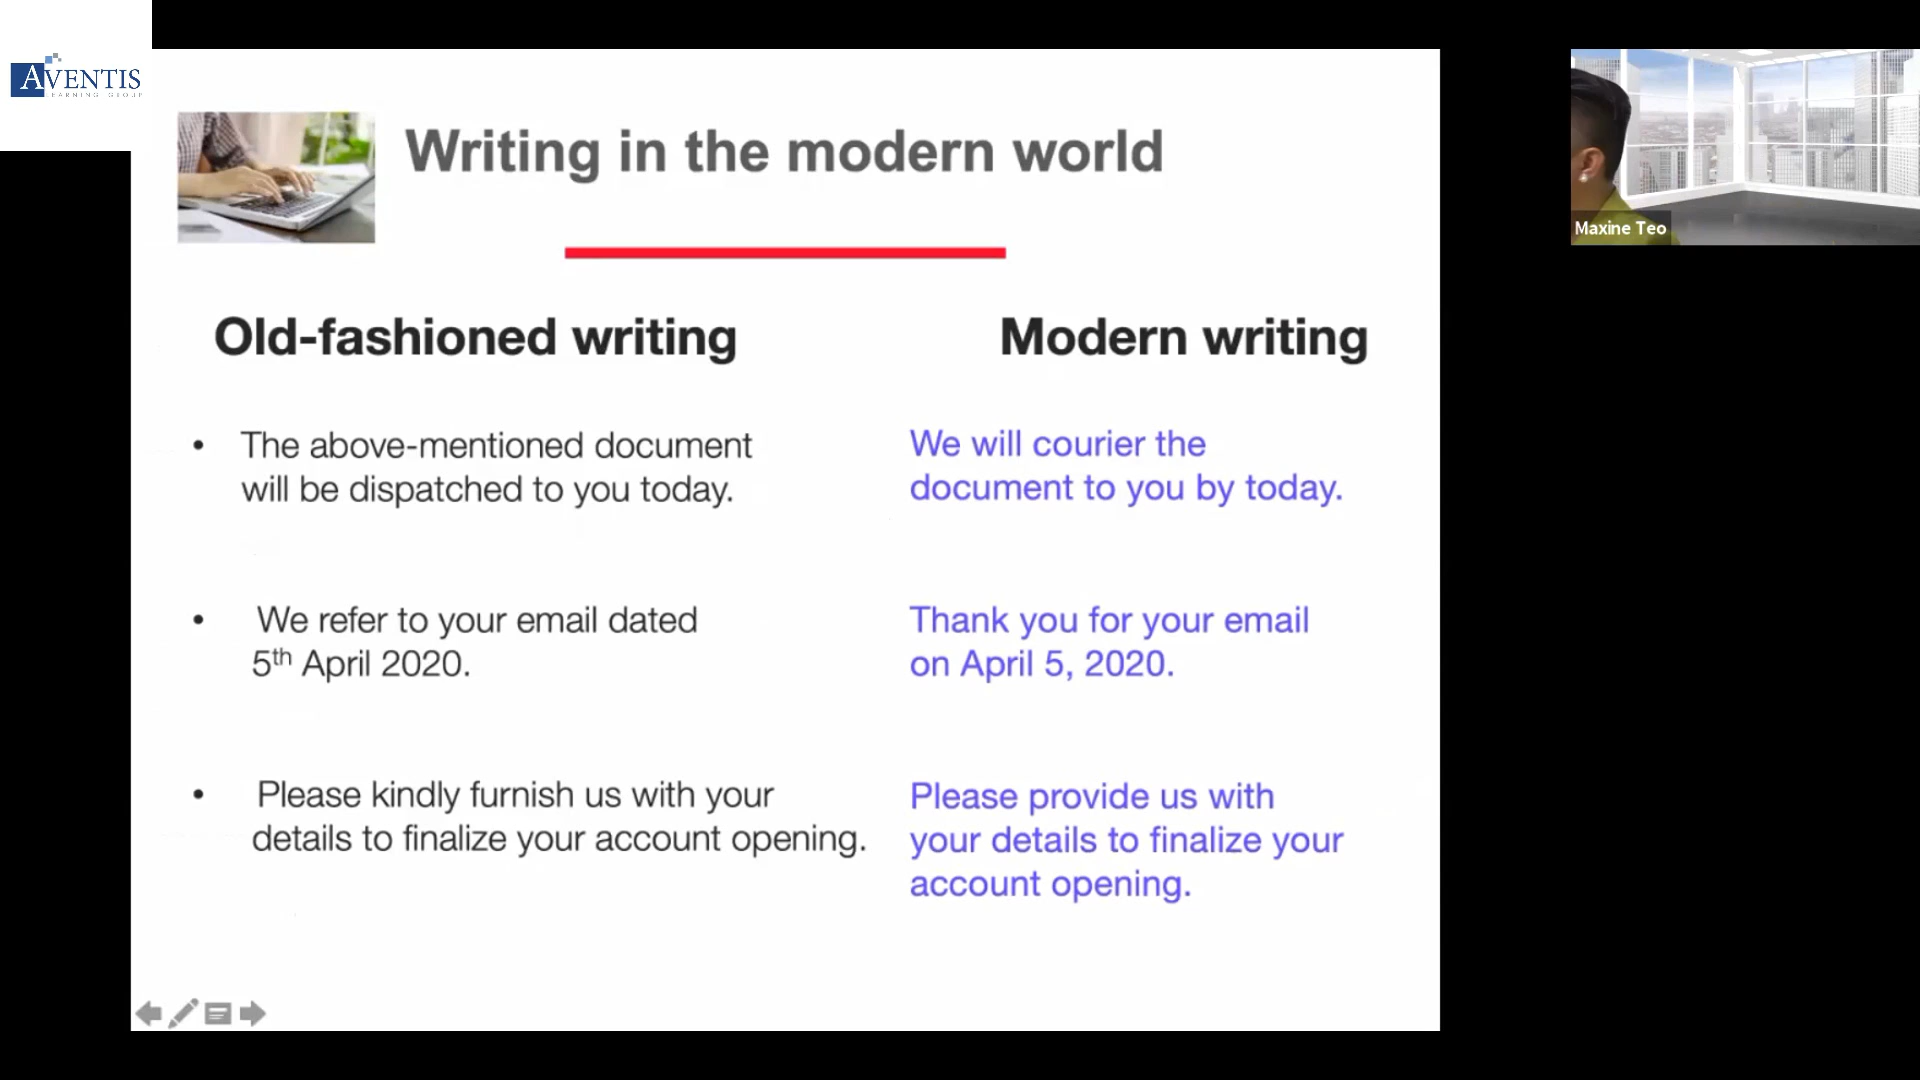 AVENTIS
LEARNING GROUP
Writing in the modern world
Maxine Teo
Old-fashioned writing
Modern writing
• The above-mentioned document
will be dispatched to you today.
We will courier the
document to you by today.
• We refer to your email dated
5th April 2020.
Thank you for your email
on April 5, 2020.
• Please kindly furnish us with your
details to finalize your account opening.
Please provide us with
your details to finalize your
account opening.